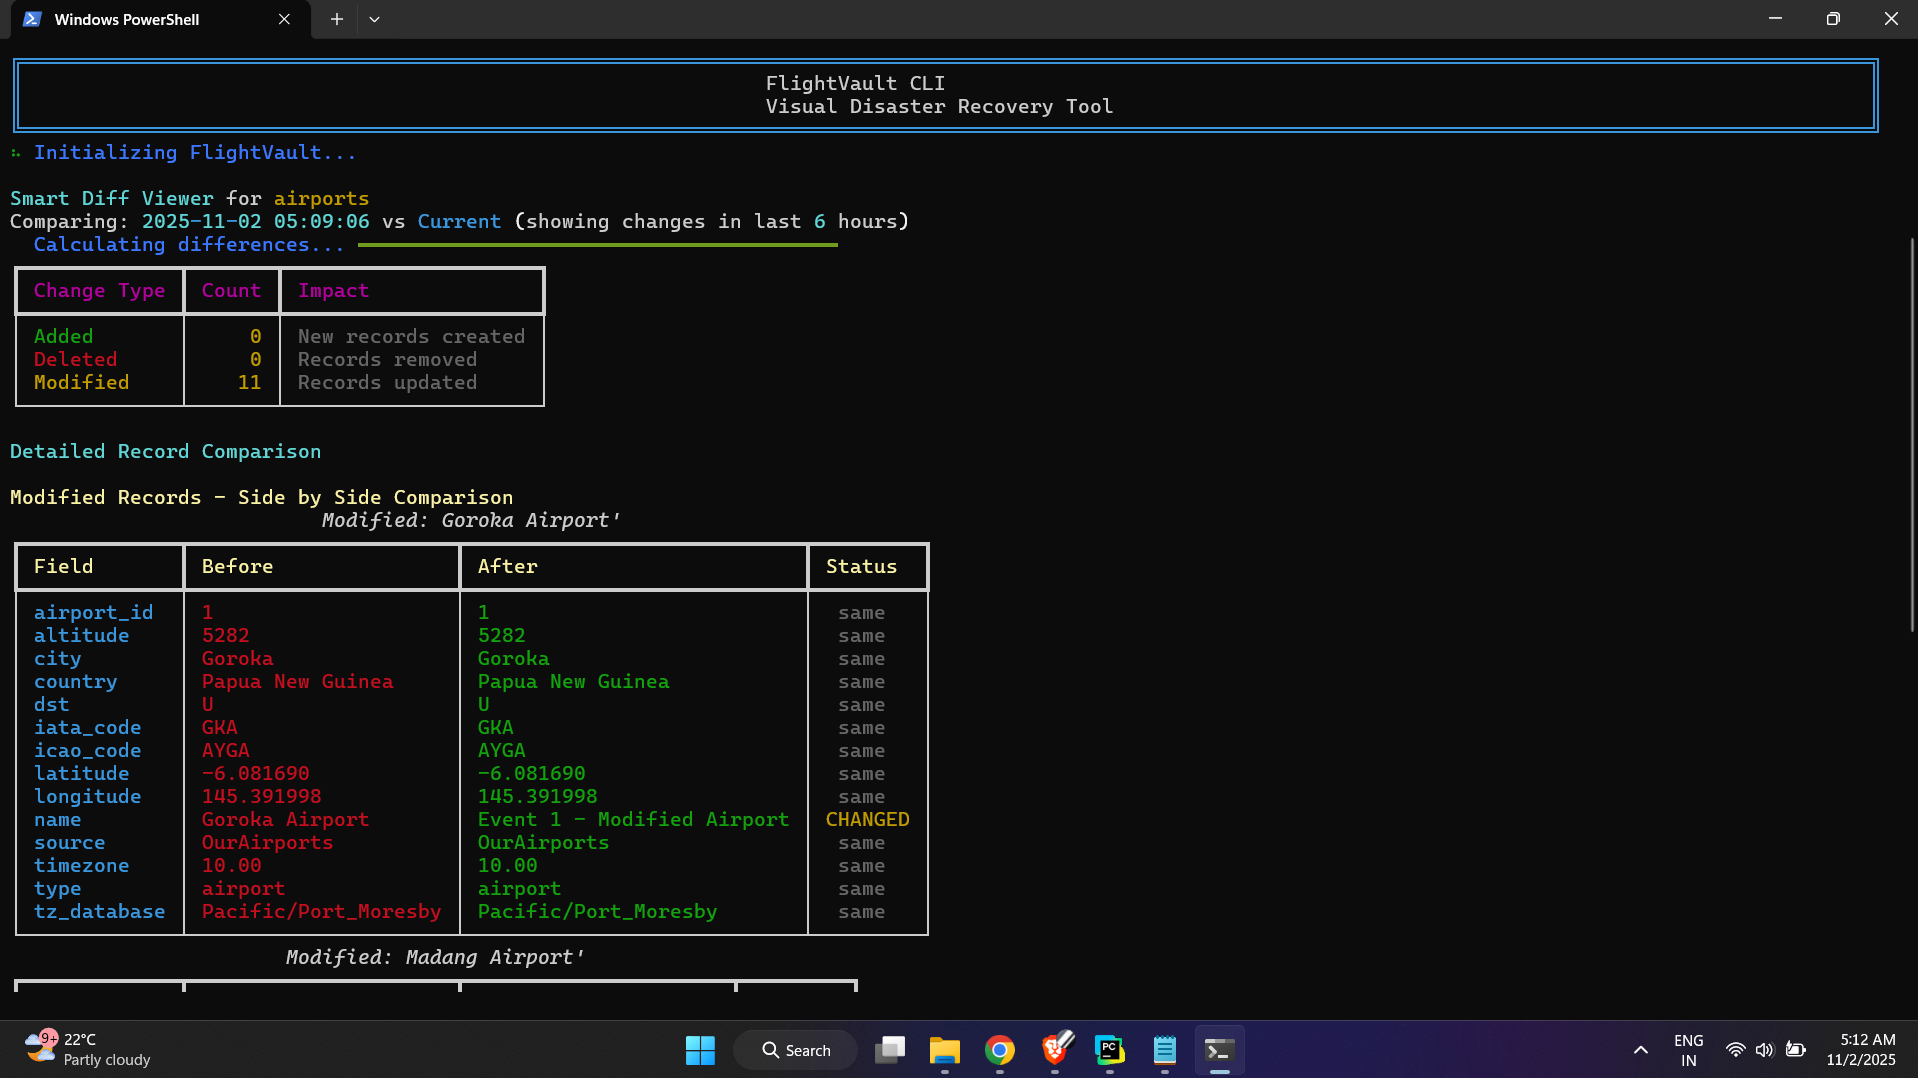 Windows PowerShell
FlightVault CLI
Visual Disaster Recovery Tool
Initializing FlightVault...
Smart Diff Viewer for airports
Comparing: 2025-11-02 05:09:06 vs Current (showing changes in last 6 hours)
Calculating differences...
Change Type Count Impact
Added 0 New records created
Deleted 0 Records removed
Modified 11 Records updated
Detailed Record Comparison
Modified Records - Side by Side Comparison
Modified: Goroka Airport'
Field Before After Status
airport_id 1 1 same
altitude 5282 5282 same
city Goroka Goroka same
country Papua New Guinea Papua New Guinea same
dst U U same
iata_code GKA GKA same
icao_code AYGA AYGA same
latitude -6.081690 -6.081690 same
longitude 145.391998 145.391998 same
name Goroka Airport Event 1 - Modified Airport CHANGED
source OurAirports OurAirports same
timezone 10.00 10.00 same
type airport airport same
tz_database Pacific/Port_Moresby Pacific/Port_Moresby same
Modified: Madang Airport'
9+ 22°C
Partly cloudy
Search
PC
ENG
IN
5:12 AM
11/2/2025